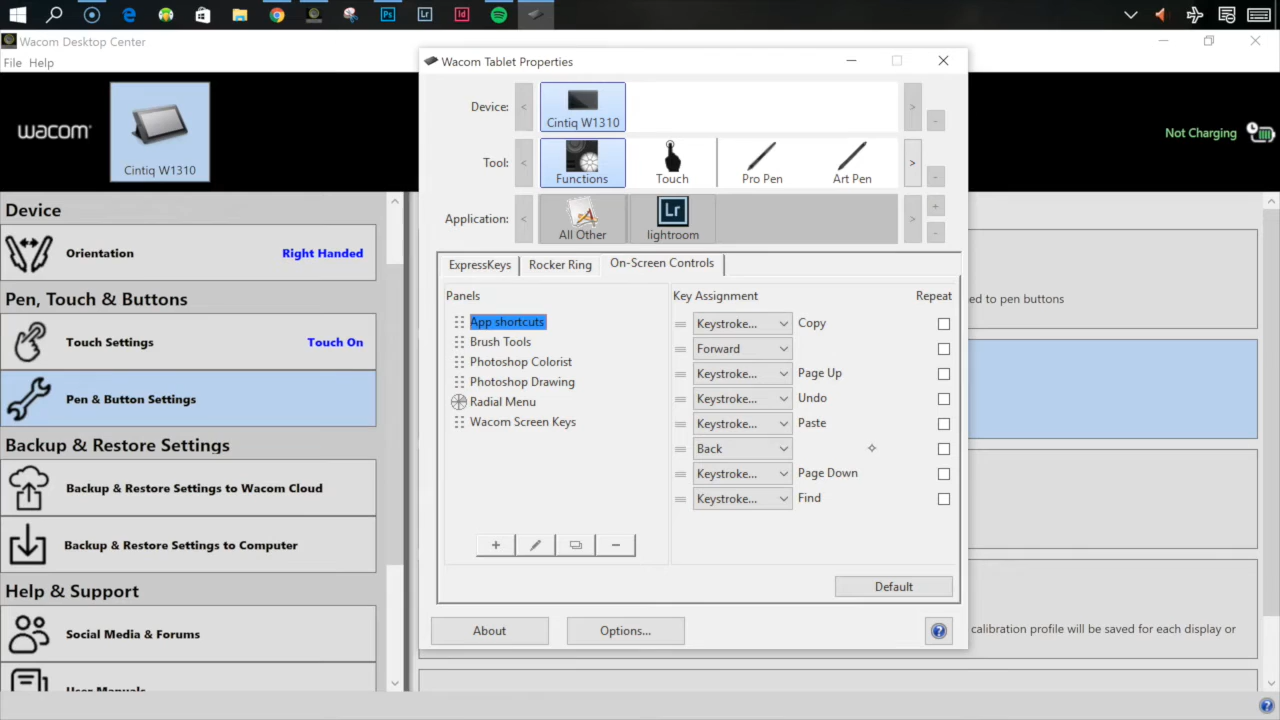 Ps
Lr
Id
Wacom Desktop Center
File Help
wacom
Cintiq W1310
Not Charging
Device
Orientation
Right Handed
Pen, Touch & Buttons
Touch Settings
Touch On
Pen & Button Settings
Backup & Restore Settings
Backup & Restore Settings to Wacom Cloud
Backup & Restore Settings to Computer
Help & Support
Social Media & Forums
User Manuals
Wacom Tablet Properties
Device:
Cintiq W1310
Tool:
Functions
Touch
Pro Pen
Art Pen
Application:
All Other
Lr
lightroom
ExpressKeys
Rocker Ring
On-Screen Controls
Panels
App shortcuts
Brush Tools
Photoshop Colorist
Photoshop Drawing
Radial Menu
Wacom Screen Keys
Key Assignment
Repeat
Keystroke... Copy
Forward
Keystroke... Page Up
Keystroke... Undo
Keystroke... Paste
Back
Keystroke... Page Down
Keystroke... Find
Default
About
Options...
ed to pen buttons
calibration profile will be saved for each display or